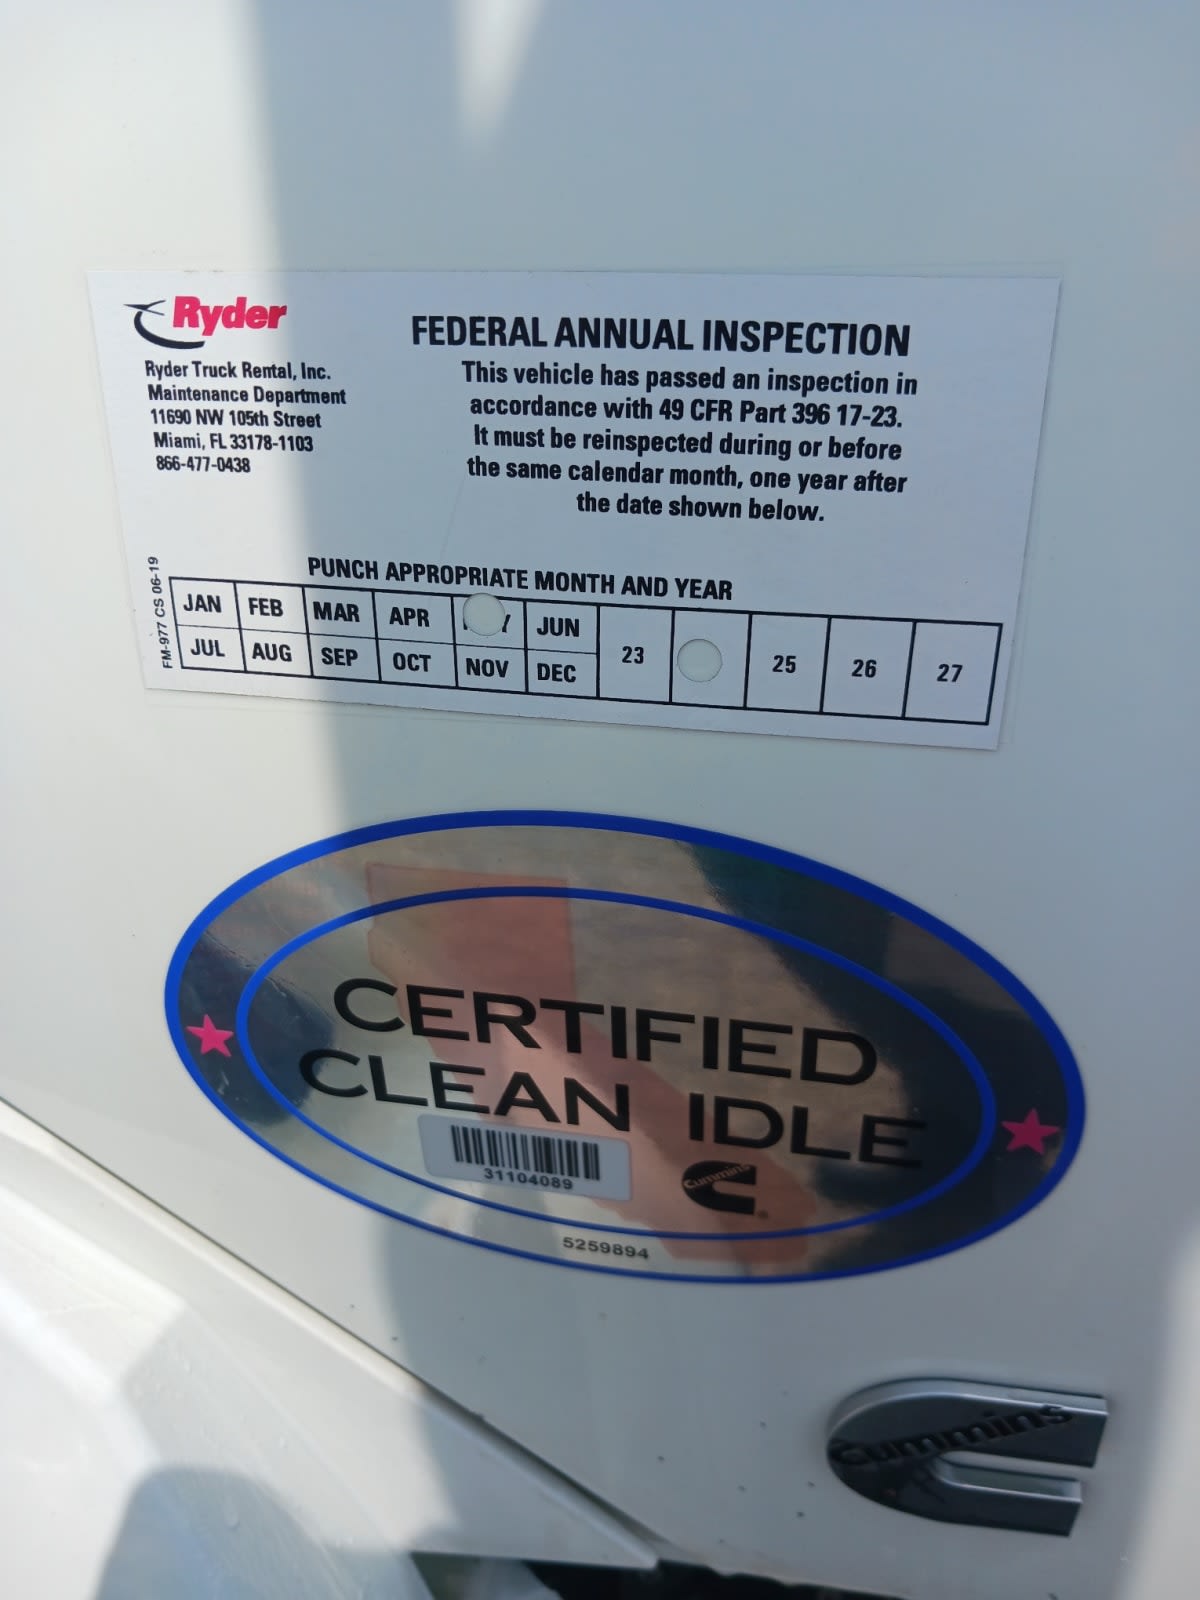 Ryder
Ryder Truck Rental, Inc.
Maintenance Department
11690 NW 105th Street
Miami, FL 33178-1103
866-477-0438
FEDERAL ANNUAL INSPECTION
This vehicle has passed an inspection in
accordance with 49 CFR Part 396 17-23.
It must be reinspected during or before
the same calendar month, one year after
the date shown below.
FM-977 CS 06-19
PUNCH APPROPRIATE MONTH AND YEAR
JAN FEB MAR APR JUN
JUL AUG SEP OCT NOV DEC
23 25 26 27
CERTIFIED
CLEAN IDLE
31104089
Cummins
5259894
Cummins